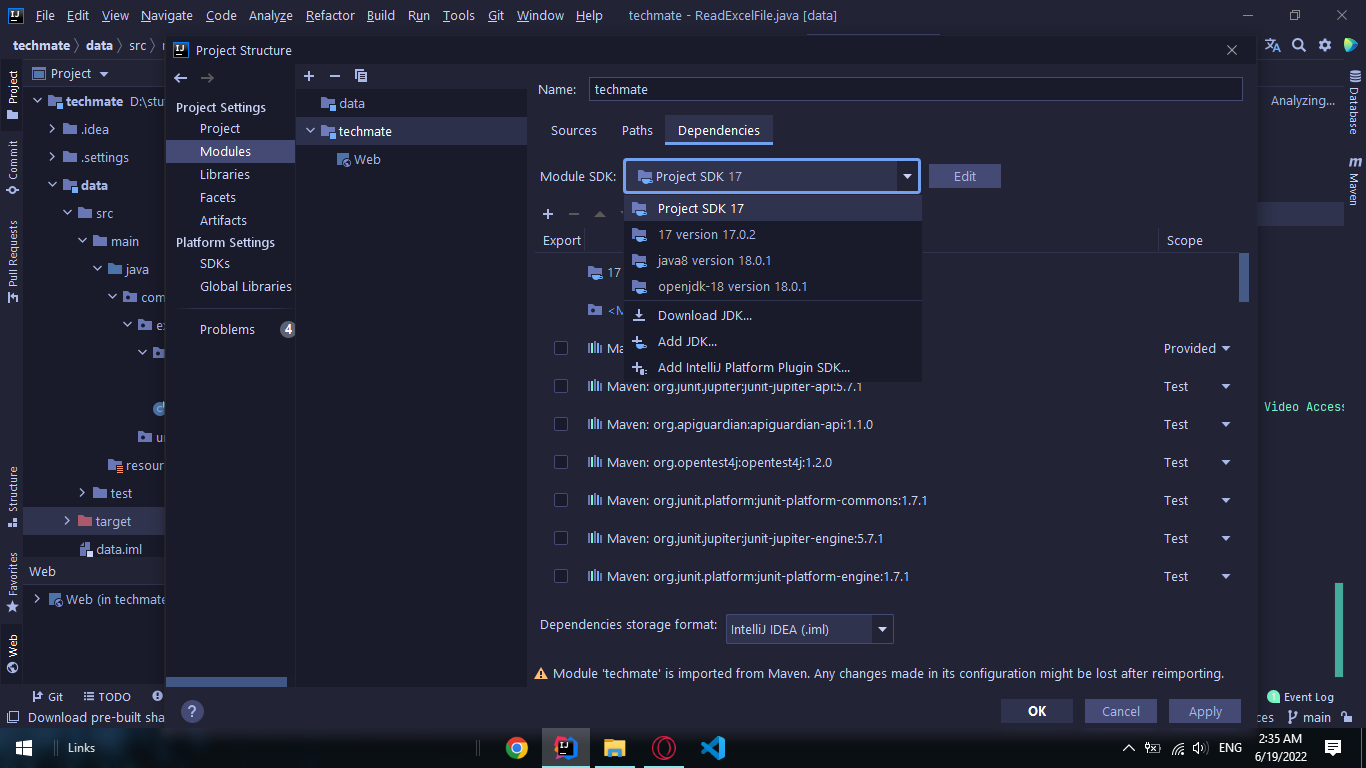 File Edit View Navigate Code Analyze Refactor Build Run Tools Git Window Help techmate - ReadExcelFile.java [data]
techmate data src
Project Structure
Project
Analyzing...
techmate
.idea
.settings
data
src
main
java
resour
test
target
data.iml
Web
Web (in techmate
Project
Commit
Pull Requests
Structure
Favorites
Web
Project Settings
Project
Modules
Libraries
Facets
Artifacts
Platform Settings
SDKs
Global Libraries
Problems 4
data
techmate
Web
Name: techmate
Sources Paths Dependencies
Module SDK: Project SDK 17 Edit
Project SDK 17
17 version 17.0.2
java8 version 18.0.1
openjdk-18 version 18.0.1
Download JDK...
Add JDK...
Add IntelliJ Platform Plugin SDK...
Export Scope
17
<M
Ma Provided
Maven: org.junit.jupiter:junit-jupiter-api:5.7.1 Test
Maven: org.apiguardian:apiguardian-api:1.1.0 Test
Maven: org.opentest4j:opentest4j:1.2.0 Test
Maven: org.junit.platform:junit-platform-commons:1.7.1 Test
Maven: org.junit.jupiter:junit-jupiter-engine:5.7.1 Test
Maven: org.junit.platform:junit-platform-engine:1.7.1 Test
Dependencies storage format: IntelliJ IDEA (.iml)
Module 'techmate' is imported from Maven. Any changes made in its configuration might be lost after reimporting.
? OK Cancel Apply
Database
Maven
Video Access
Git TODO
1 Event Log
Download pre-built sha
ces main
Links
ENG
2:35 AM
6/19/2022